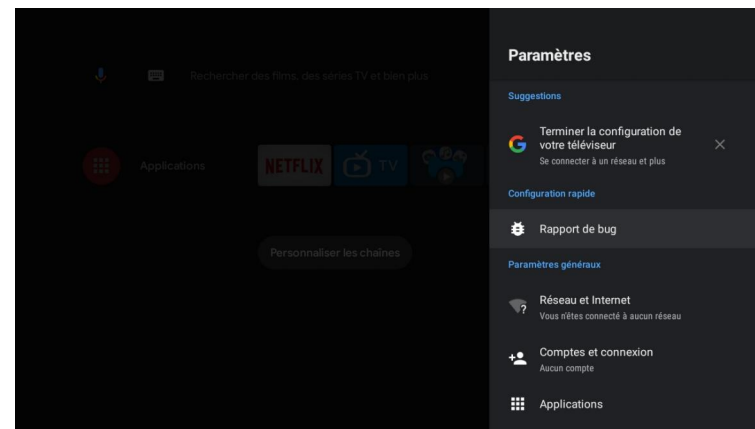 Rechercher des films, des séries TV et bien plus
Applications
NETFLIX
TV
Personnaliser les chaînes
Paramètres
Suggestions
Terminer la configuration de
votre téléviseur
Se connecter à un réseau et plus
Configuration rapide
Rapport de bug
Paramètres généraux
Réseau et Internet
Vous n'êtes connecté à aucun réseau
Comptes et connexion
Aucun compte
Applications